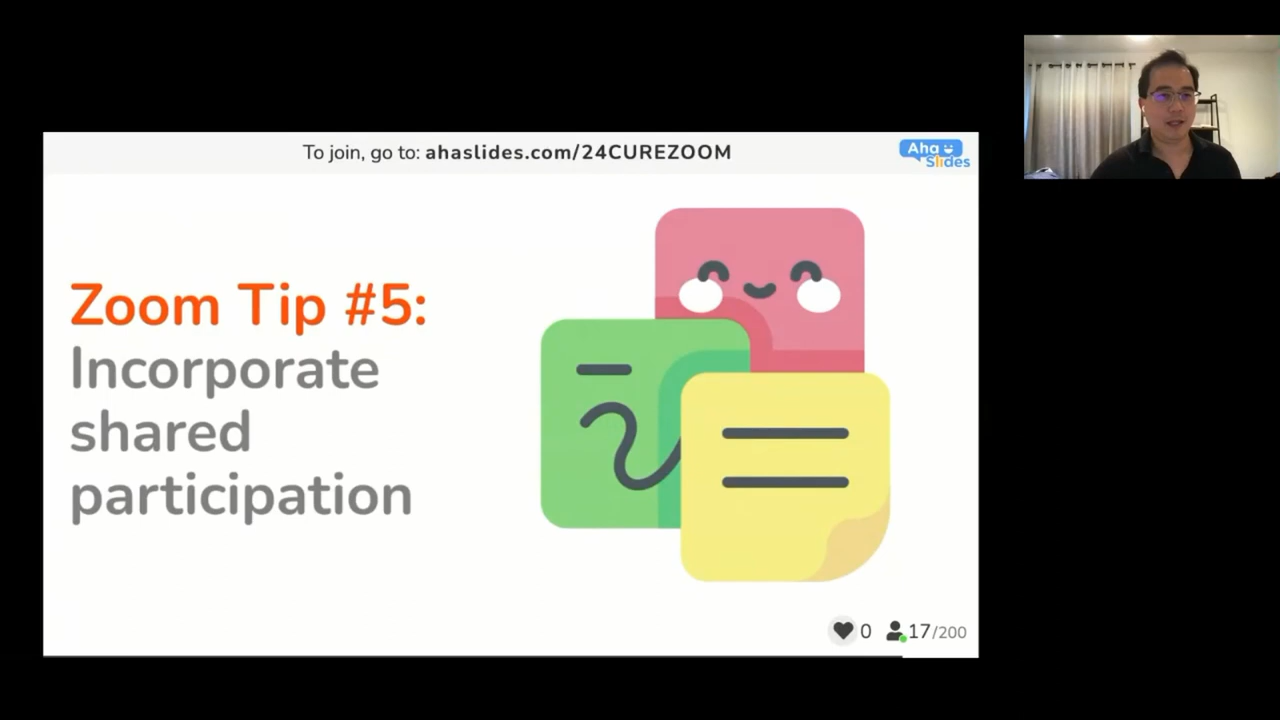 To join, go to: ahaslides.com/24CUREZOOM
Aha
Slides
Zoom Tip #5:
Incorporate
shared
participation
0
17/200